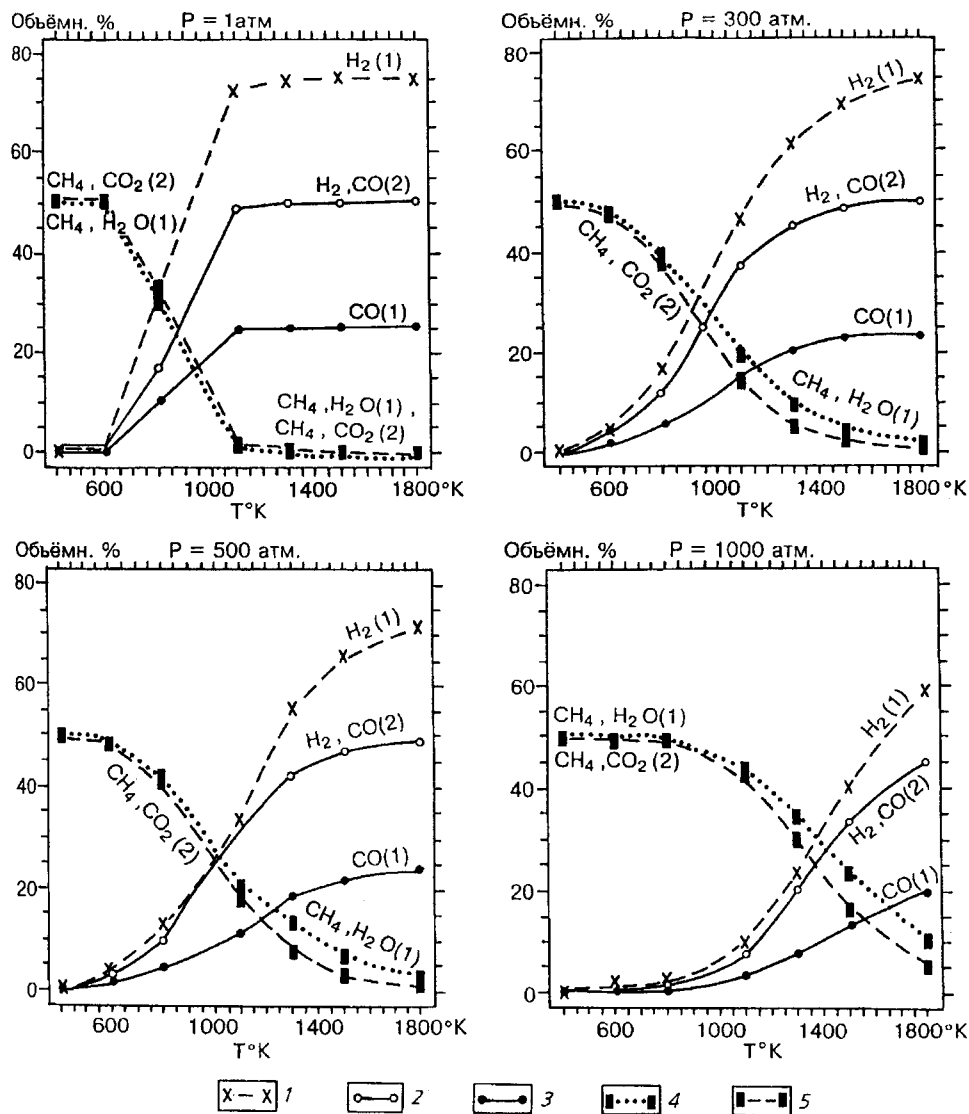 Объёмн. % P = 1атм
80
60
40
20
0
H₂(1)
CH₄, CO₂(2)
CH₄, H₂O(1)
H₂, CO(2)
CO(1)
CH₄, H₂O(1),
CH₄, CO₂(2)
600 1000 1400 1800°K
T°K
Объёмн. % P = 300 атм.
80
60
40
20
0
H₂(1)
H₂, CO(2)
CH₄, CO₂(2)
CO(1)
CH₄, H₂O(1)
600 1000 1400 1800°K
T°K
Объёмн. % P = 500 атм.
80
60
40
20
0
H₂(1)
H₂, CO(2)
CH₄, CO₂(2)
CO(1)
CH₄, H₂O(1)
600 1000 1400 1800°K
T°K
Объёмн. % P = 1000 атм.
80
60
40
20
0
H₂(1)
CH₄, H₂O(1)
CH₄, CO₂(2)
H₂, CO(2)
CO(1)
600 1000 1400 1800°K
T°K
1 2 3 4 5